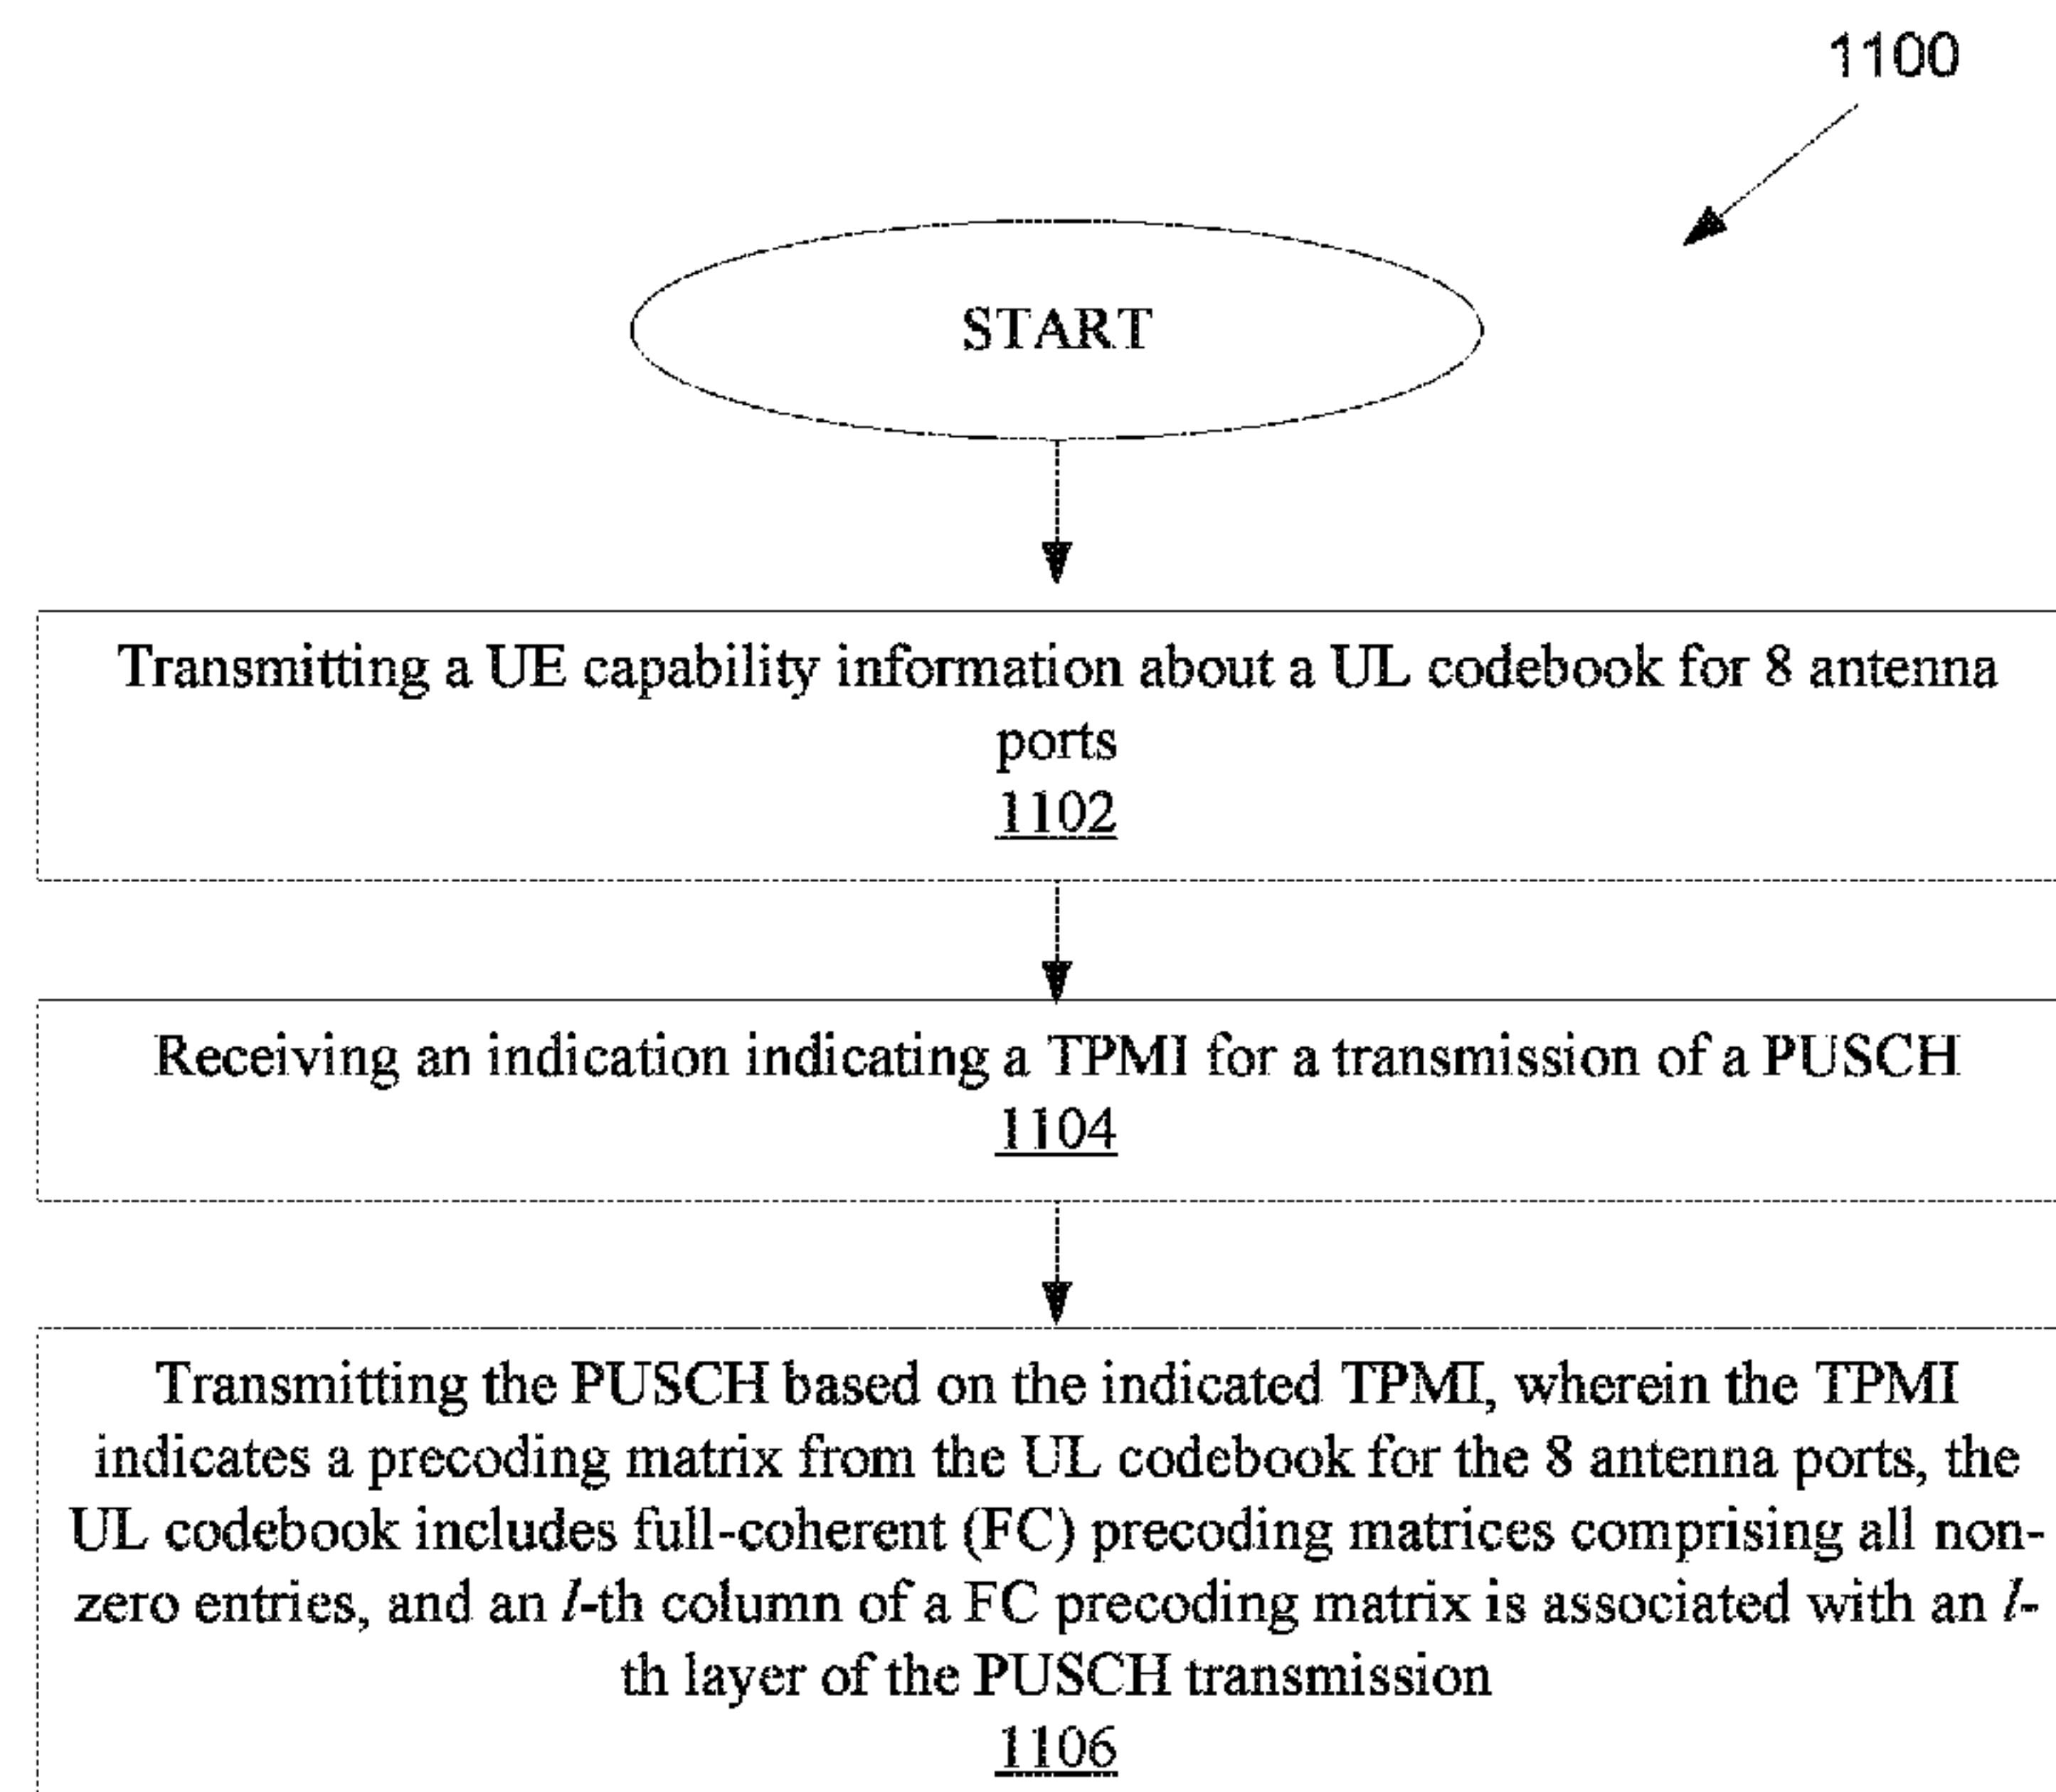 1100
START
Transmitting a UE capability information about a UL codebook for 8 antenna
ports
1102
Receiving an indication indicating a TPMI for a transmission of a PUSCH
1104
Transmitting the PUSCH based on the indicated TPMI, wherein the TPMI
indicates a precoding matrix from the UL codebook for the 8 antenna ports, the
UL codebook includes full-coherent (FC) precoding matrices comprising all non-
zero entries, and an l-th column of a FC precoding matrix is associated with an l-
th layer of the PUSCH transmission
1106